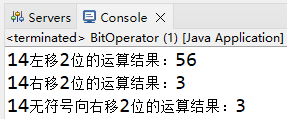 Servers Console
<terminated> BitOperator (1) [Java Application]
14左移2位的运算结果：56
14右移2位的运算结果：3
14无符号向右移2位的运算结果：3